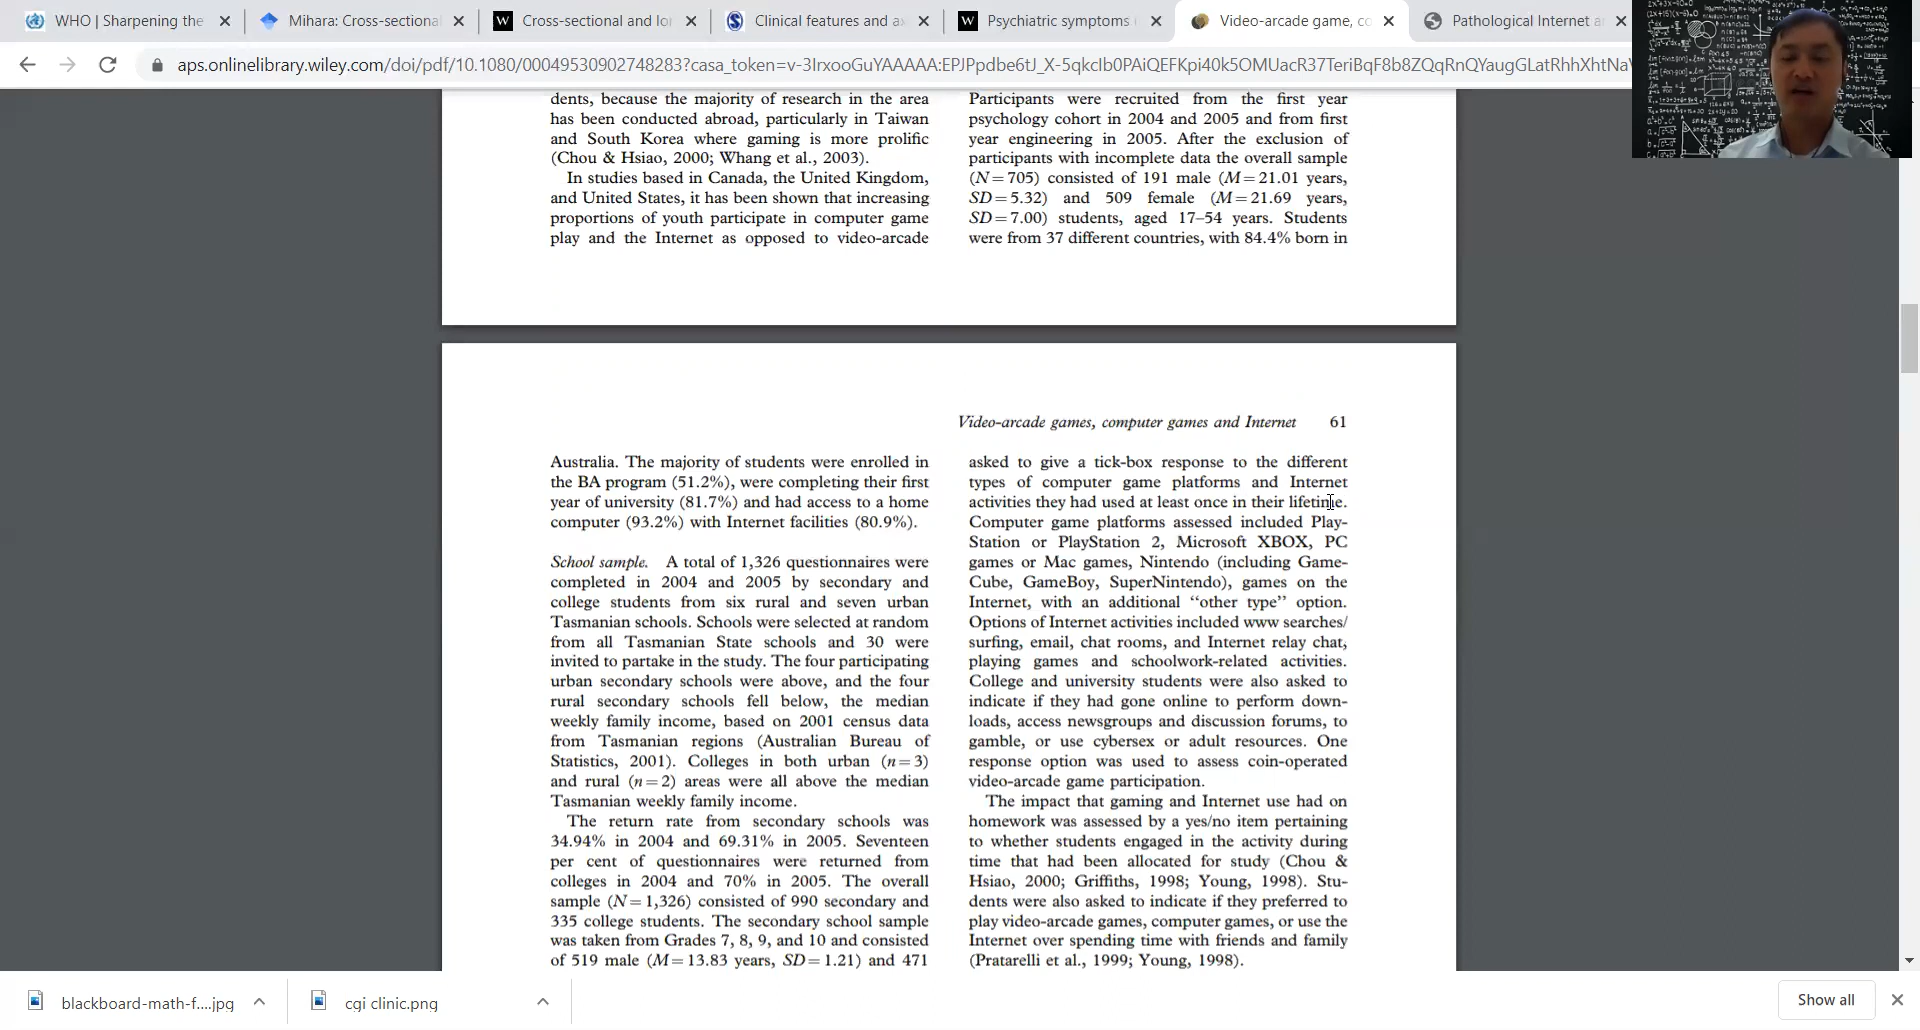 WHO | Sharpening the
Mihara: Cross-sectional
Cross-sectional and lon
Clinical features and ax
Psychiatric symptoms i
Video-arcade game, co
Pathological Internet a
aps.onlinelibrary.wiley.com/doi/pdf/10.1080/00049530902748283?casa_token=v-3IrxooGuYAAAAA:EPJPpdbe6tJ_X-5qkcIb0PAiQEFKpi40k5OMUacR37TeriBqF8b8ZQqRnQYaugGLatRhhXhtNaV
dents, because the majority of research in the area
has been conducted abroad, particularly in Taiwan
and South Korea where gaming is more prolific
(Chou & Hsiao, 2000; Whang et al., 2003).
In studies based in Canada, the United Kingdom,
and United States, it has been shown that increasing
proportions of youth participate in computer game
play and the Internet as opposed to video-arcade
Participants were recruited from the first year
psychology cohort in 2004 and 2005 and from first
year engineering in 2005. After the exclusion of
participants with incomplete data the overall sample
(N=705) consisted of 191 male (M=21.01 years,
SD=5.32) and 509 female (M=21.69 years,
SD=7.00) students, aged 17–54 years. Students
were from 37 different countries, with 84.4% born in
Video-arcade games, computer games and Internet 61
Australia. The majority of students were enrolled in
the BA program (51.2%), were completing their first
year of university (81.7%) and had access to a home
computer (93.2%) with Internet facilities (80.9%).
School sample. A total of 1,326 questionnaires were
completed in 2004 and 2005 by secondary and
college students from six rural and seven urban
Tasmanian schools. Schools were selected at random
from all Tasmanian State schools and 30 were
invited to partake in the study. The four participating
urban secondary schools were above, and the four
rural secondary schools fell below, the median
weekly family income, based on 2001 census data
from Tasmanian regions (Australian Bureau of
Statistics, 2001). Colleges in both urban (n=3)
and rural (n=2) areas were all above the median
Tasmanian weekly family income.
The return rate from secondary schools was
34.94% in 2004 and 69.31% in 2005. Seventeen
per cent of questionnaires were returned from
colleges in 2004 and 70% in 2005. The overall
sample (N=1,326) consisted of 990 secondary and
335 college students. The secondary school sample
was taken from Grades 7, 8, 9, and 10 and consisted
of 519 male (M=13.83 years, SD=1.21) and 471
asked to give a tick-box response to the different
types of computer game platforms and Internet
activities they had used at least once in their lifetime.
Computer game platforms assessed included Play-
Station or PlayStation 2, Microsoft XBOX, PC
games or Mac games, Nintendo (including Game-
Cube, GameBoy, SuperNintendo), games on the
Internet, with an additional ‘‘other type’’ option.
Options of Internet activities included www searches/
surfing, email, chat rooms, and Internet relay chat,
playing games and schoolwork-related activities.
College and university students were also asked to
indicate if they had gone online to perform down-
loads, access newsgroups and discussion forums, to
gamble, or use cybersex or adult resources. One
response option was used to assess coin-operated
video-arcade game participation.
The impact that gaming and Internet use had on
homework was assessed by a yes/no item pertaining
to whether students engaged in the activity during
time that had been allocated for study (Chou &
Hsiao, 2000; Griffiths, 1998; Young, 1998). Stu-
dents were also asked to indicate if they preferred to
play video-arcade games, computer games, or use the
Internet over spending time with friends and family
(Pratarelli et al., 1999; Young, 1998).
blackboard-math-f....jpg
cgi clinic.png
Show all